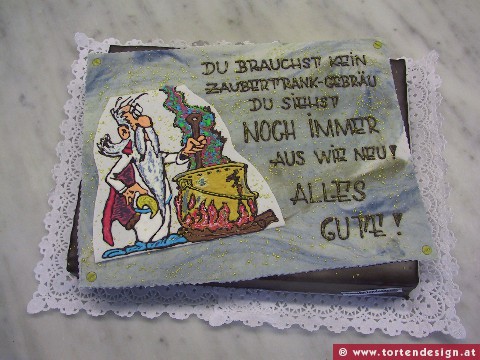 DU BRAUCHST KEIN
ZAUBERTRANK-GEBRÄU
DU SIEHST
NOCH IMMER
AUS WIE NEU!
ALLES
GUTE!
© www.tortendesign.at